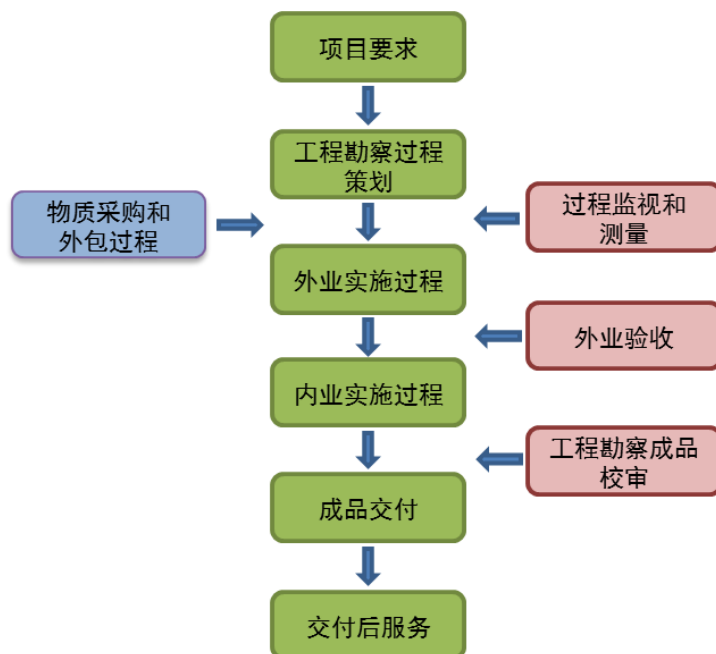 项目要求
工程勘察过程
策划
物质采购和
外包过程
过程监视和
测量
外业实施过程
外业验收
内业实施过程
工程勘察成品
校审
成品交付
交付后服务